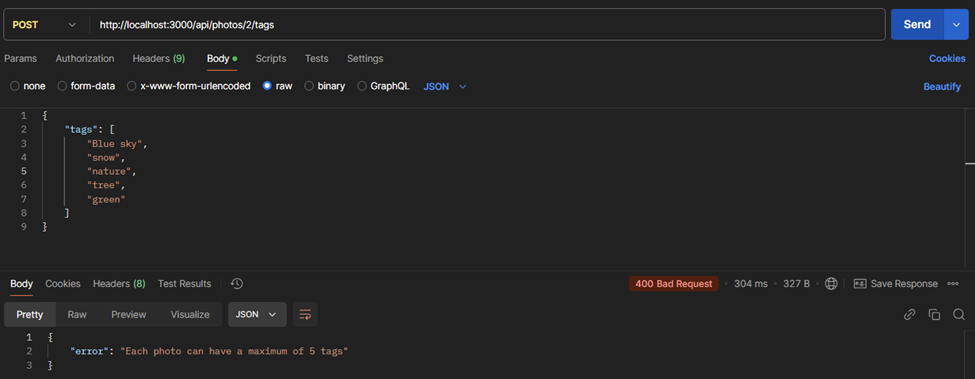 POST http://localhost:3000/api/photos/2/tags Send
Params Authorization Headers (9) Body Scripts Tests Settings Cookies
none form-data x-www-form-urlencoded raw binary GraphQL JSON Beautify
1 {
2 "tags": [
3 "Blue sky",
4 "snow",
5 "nature",
6 "tree",
7 "green"
8 ]
9 }
Body Cookies Headers (8) Test Results 400 Bad Request 304 ms 327 B Save Response
Pretty Raw Preview Visualize JSON
1 {
2 "error": "Each photo can have a maximum of 5 tags"
3 }